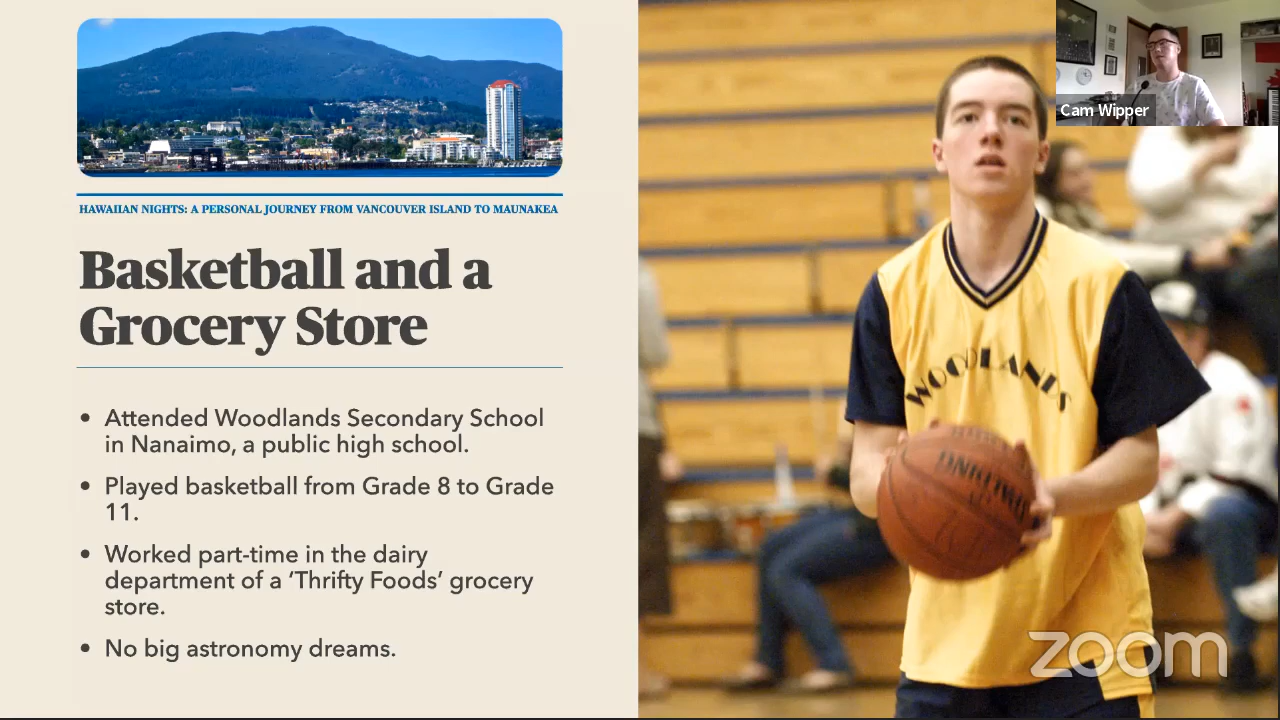 HAWAIIAN NIGHTS: A PERSONAL JOURNEY FROM VANCOUVER ISLAND TO MAUNAKEA
Basketball and a
Grocery Store
• Attended Woodlands Secondary School
in Nanaimo, a public high school.
• Played basketball from Grade 8 to Grade
11.
• Worked part-time in the dairy
department of a ‘Thrifty Foods’ grocery
store.
• No big astronomy dreams.
Cam Wipper
WOODLANDS
SPALDING
zoom